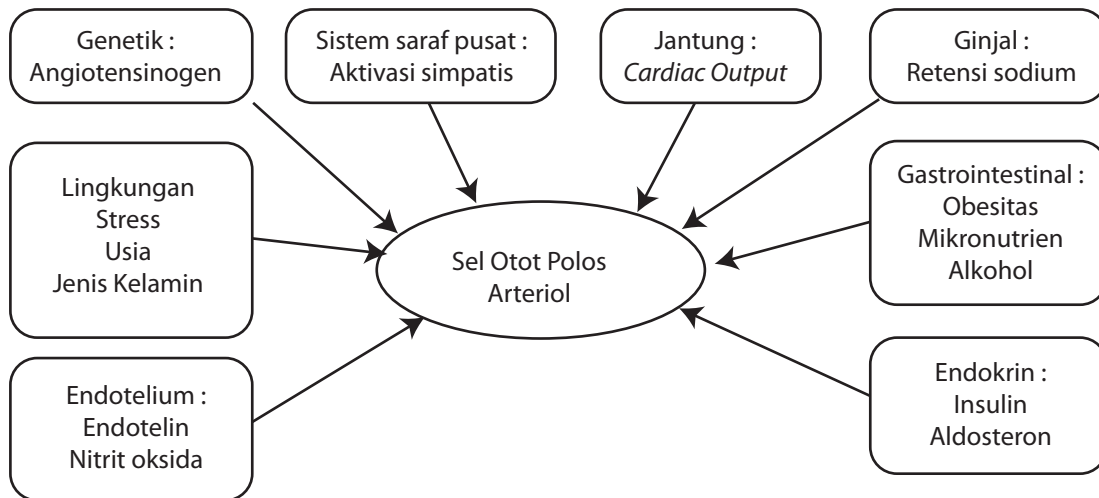 Genetik :
Angiotensinogen
Sistem saraf pusat :
Aktivasi simpatis
Jantung :
Cardiac Output
Ginjal :
Retensi sodium
Lingkungan
Stress
Usia
Jenis Kelamin
Gastrointestinal :
Obesitas
Mikronutrien
Alkohol
Sel Otot Polos
Arteriol
Endotelium :
Endotelin
Nitrit oksida
Endokrin :
Insulin
Aldosteron